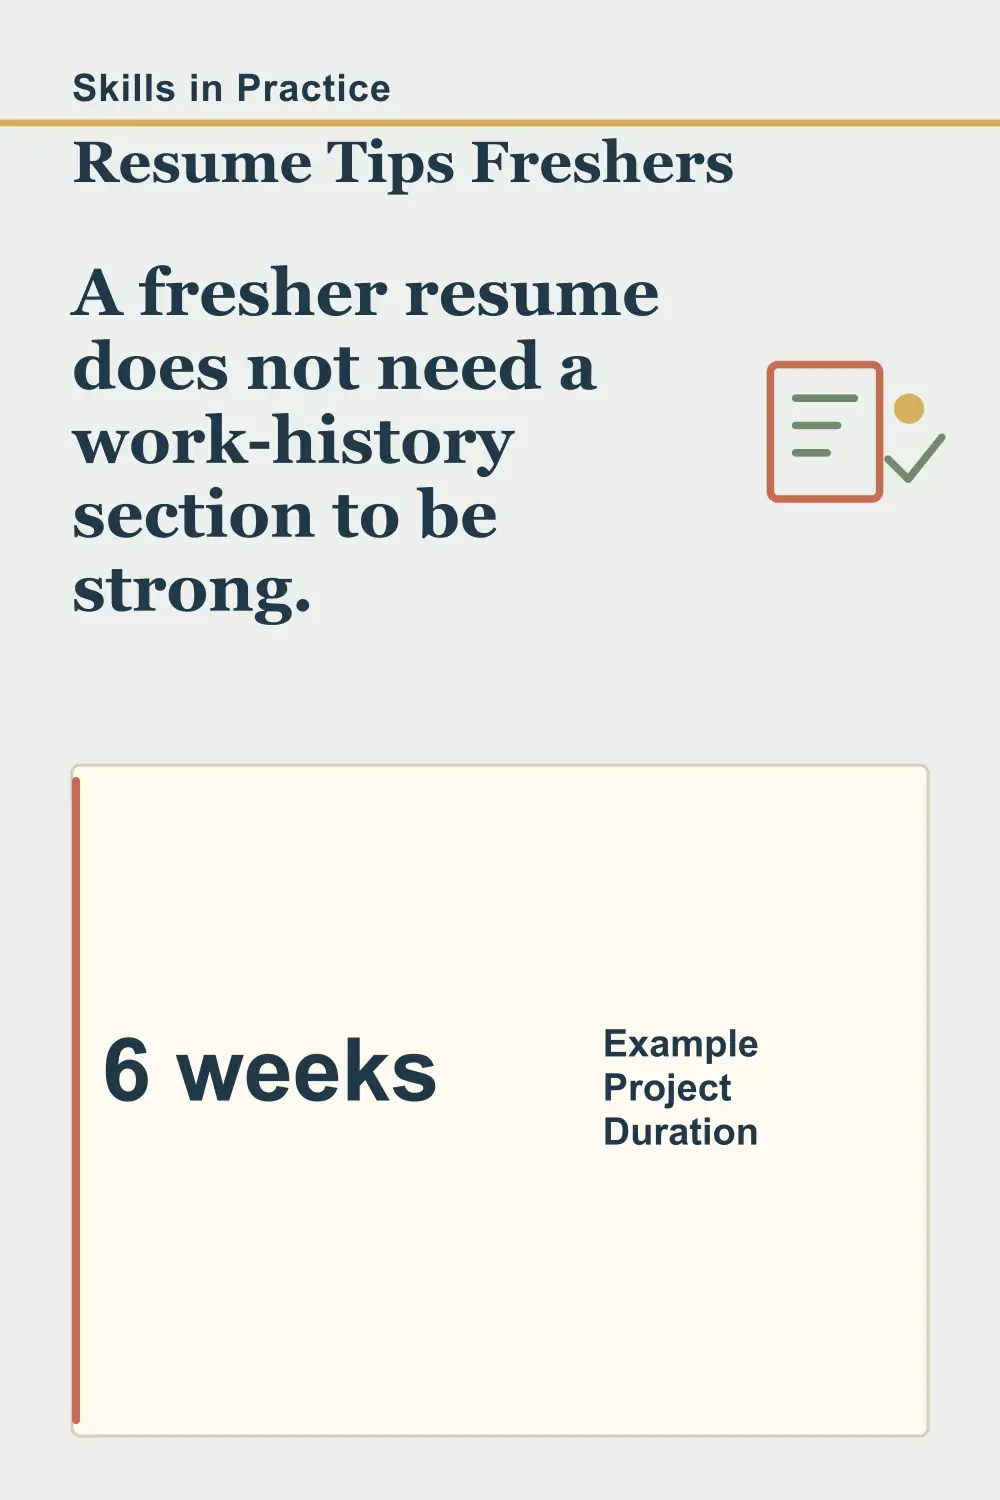 Skills in Practice
Resume Tips Freshers
A fresher resume
does not need a
work-history
section to be
strong.
6 weeks
Example
Project
Duration